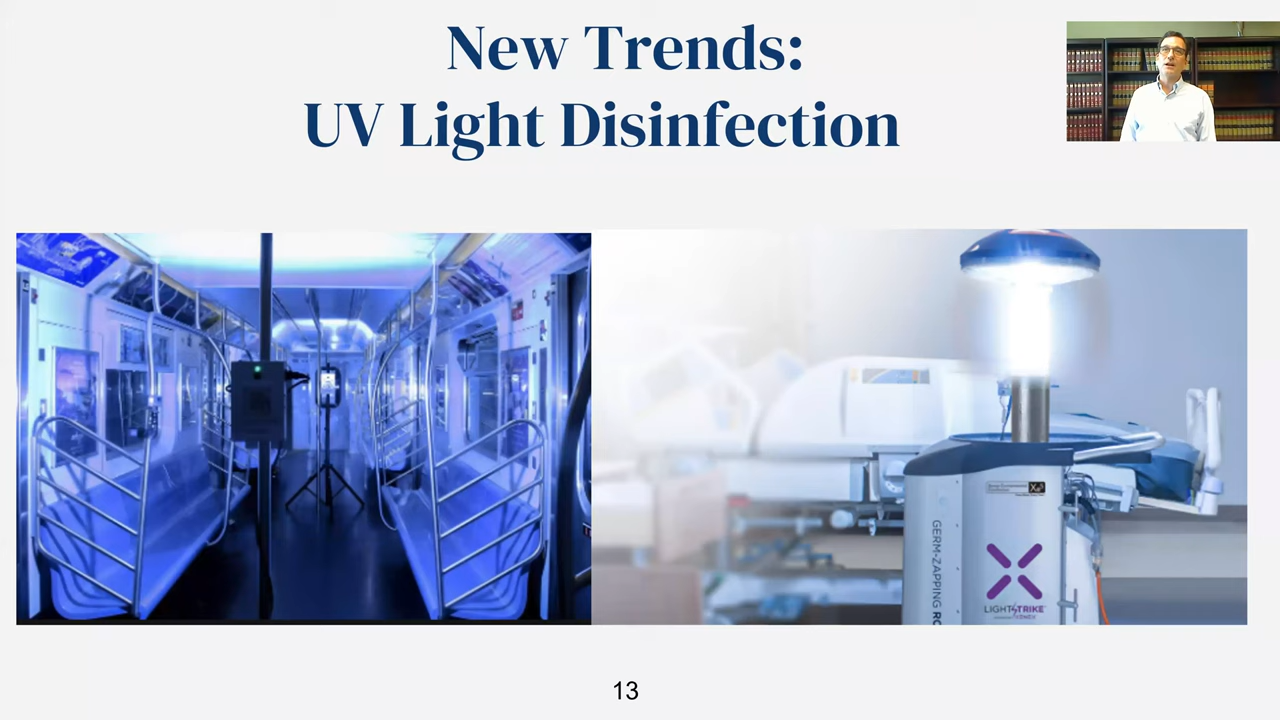 New Trends:
UV Light Disinfection
GERM-ZAPPING
LIGHTSTRIKE
13